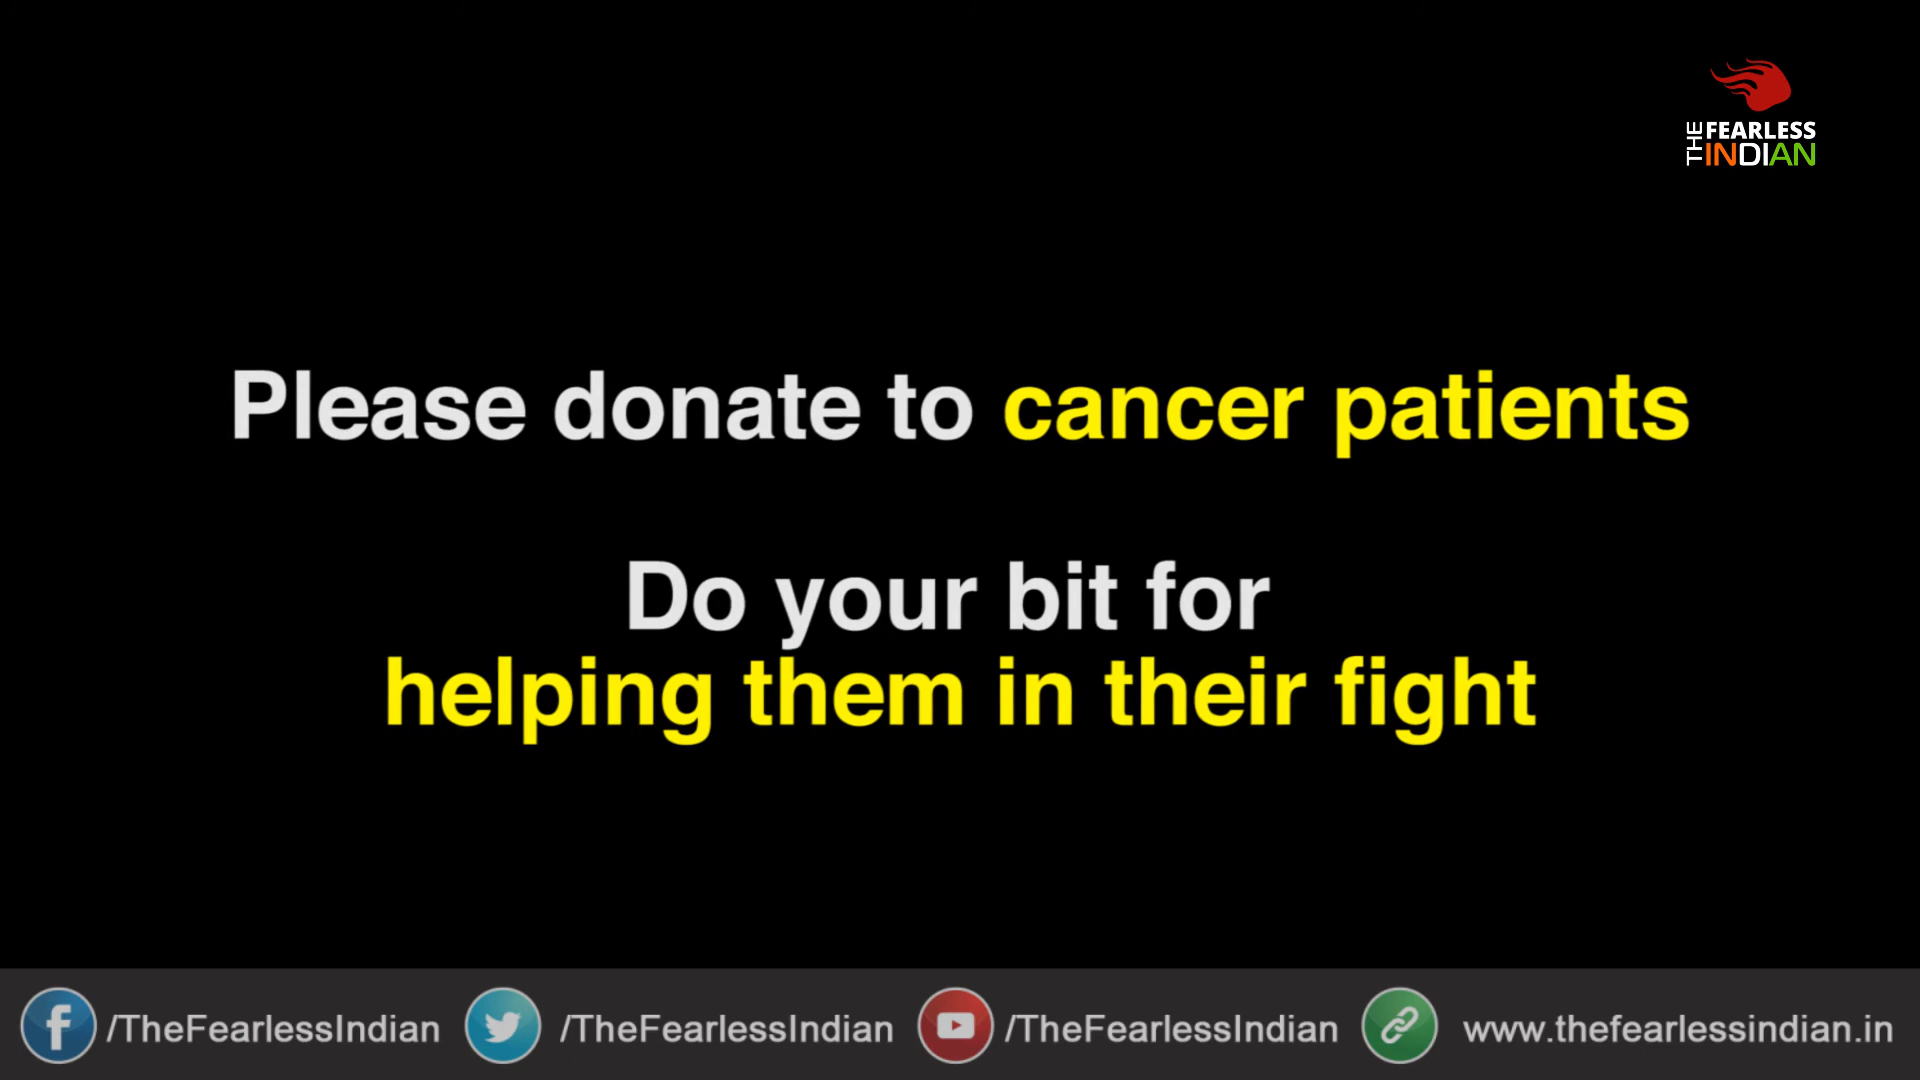 THE FEARLESS
INDIAN
Please donate to cancer patients
Do your bit for
helping them in their fight
/TheFearlessIndian /TheFearlessIndian /TheFearlessIndian www.thefearlessindian.in